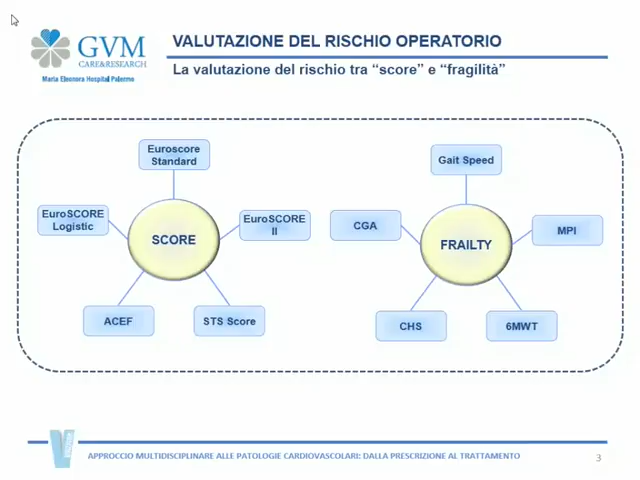 GVM
CARE&RESEARCH
Maria Eleonora Hospital Palermo
VALUTAZIONE DEL RISCHIO OPERATORIO
La valutazione del rischio tra “score” e “fragilità”
Euroscore
Standard
EuroSCORE
Logistic
EuroSCORE
II
SCORE
ACEF
STS Score
Gait Speed
CGA
MPI
FRAILTY
CHS
6MWT
APPROCCIO MULTIDISCIPLINARE ALLE PATOLOGIE CARDIOVASCOLARI: DALLA PRESCRIZIONE AL TRATTAMENTO
3